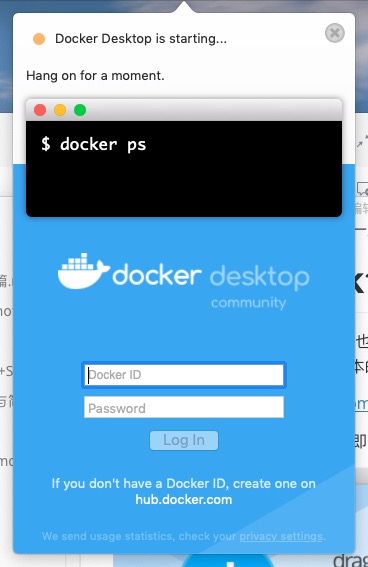 Docker Desktop is starting...
Hang on for a moment.
$ docker ps
docker desktop
community
Docker ID
Password
Log In
If you don't have a Docker ID, create one on
hub.docker.com
We send usage statistics, check your privacy settings.